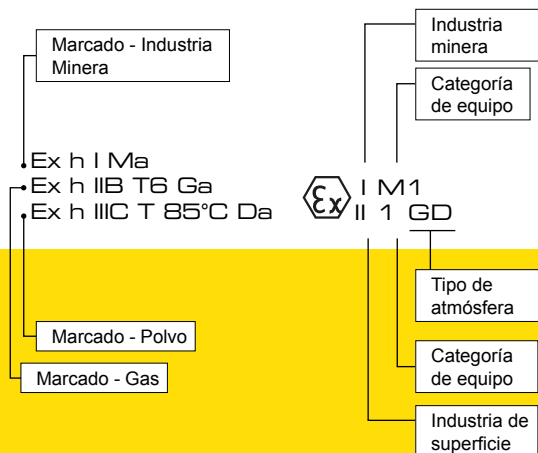 Marcado - Industria
Minera
Industria
minera
Categoría
de equipo
Ex h I Ma
Ex h IIB T6 Ga
Ex h IIIC T 85°C Da
Ex
I M1
II 1 GD
Tipo de
atmósfera
Marcado - Polvo
Marcado - Gas
Categoría
de equipo
Industria de
superficie